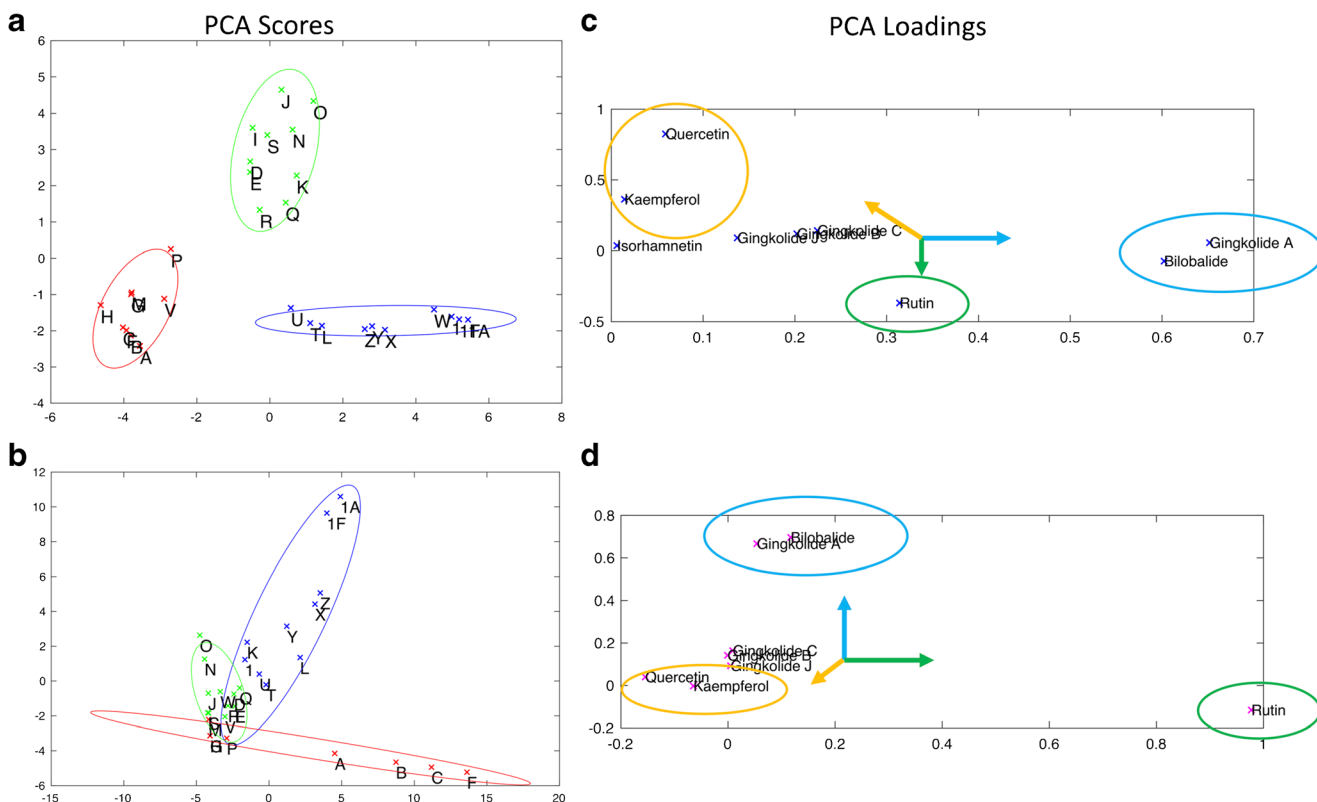 a
PCA Scores
6
5
4
3
2
1
0
-1
-2
-3
-4
-6
-4
-2
0
2
4
6
8
J
O
I
S
N
D
E
K
R
Q
P
H
M
V
C
F
B
A
U
T
L
Z
Y
X
W
1
1F
1A
c
PCA Loadings
1
0.5
0
-0.5
0
0.1
0.2
0.3
0.4
0.5
0.6
0.7
Quercetin
Kaempferol
Isorhamnetin
Gingkolide J
Gingkolide B
Gingkolide C
Gingkolide A
Bilobalide
Rutin
b
12
10
8
6
4
2
0
-2
-4
-6
-15
-10
-5
0
5
10
15
20
1A
1F
Z
X
Y
L
K
1
U
T
O
N
J
W
D
Q
E
S
M
V
P
A
B
C
F
d
0.8
0.6
0.4
0.2
0
-0.2
-0.2
0
0.2
0.4
0.6
0.8
1
Bilobalide
Gingkolide A
Gingkolide C
Gingkolide B
Gingkolide J
Quercetin
Kaempferol
Rutin